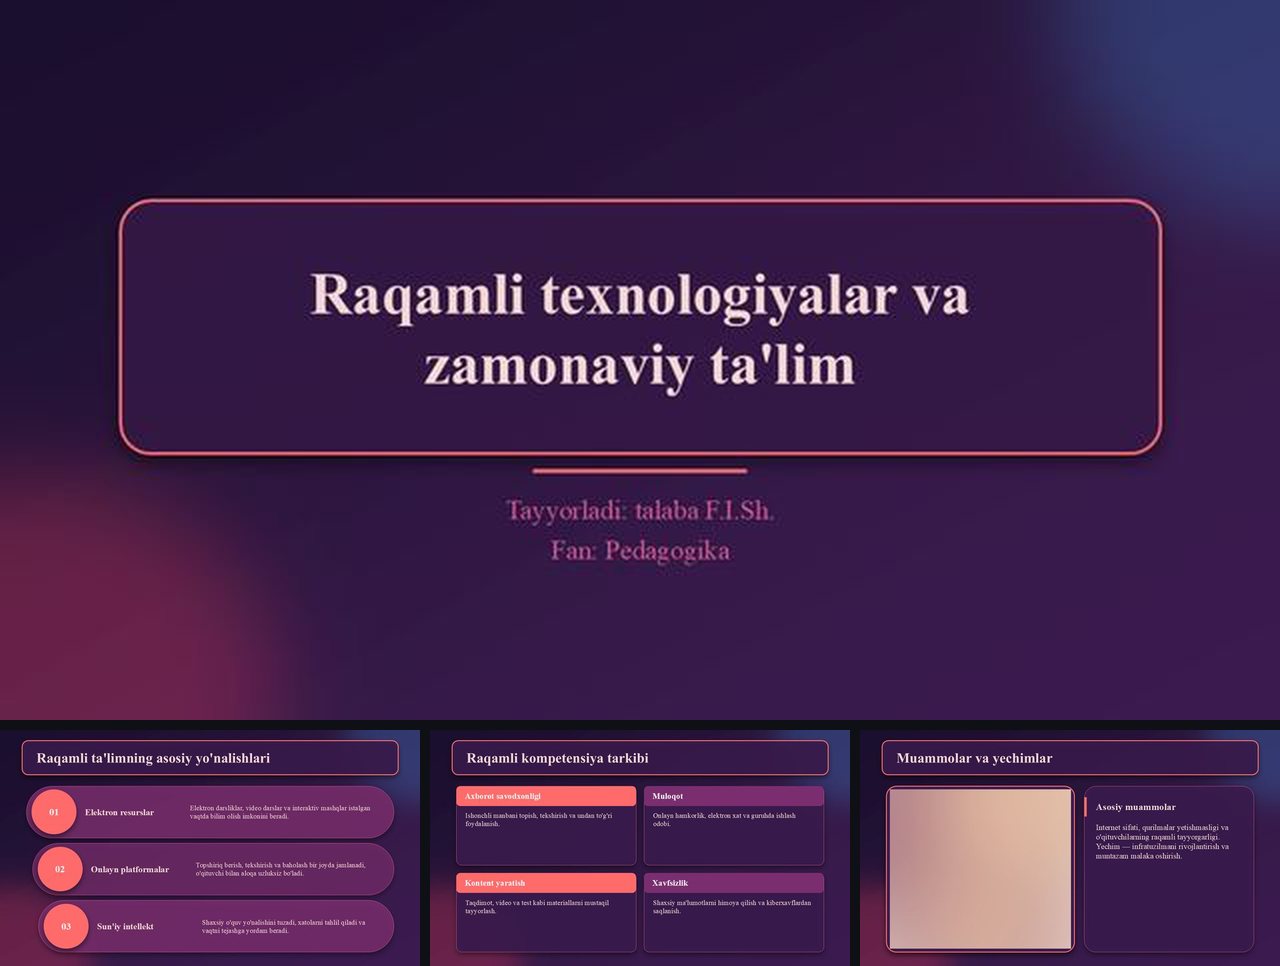 Raqamli texnologiyalar va
zamonaviy ta'lim
Tayyorladi: talaba F.I.Sh.
Fan: Pedagogika
Raqamli ta'limning asosiy yo'nalishlari
01
Elektron resurslar
Elektron darsliklar, video darslar va interaktiv mashqlar istalgan
vaqtda bilim olish imkonini beradi.
02
Onlayn platformalar
Topshiriq berish, tekshirish va baholash bir joyda jamlanadi,
o'qituvchi bilan aloqa uzluksiz bo'ladi.
03
Sun'iy intellekt
Shaxsiy o'quv yo'nalishini tuzadi, xatolarni tahlil qiladi va
vaqtni tejashga yordam beradi.
Raqamli kompetensiya tarkibi
Axborot savodxonligi
Ishonchli manbani topish, tekshirish va undan to'g'ri
foydalanish.
Muloqot
Onlayn hamkorlik, elektron xat va guruhda ishlash
odobi.
Kontent yaratish
Taqdimot, video va test kabi materiallarni mustaqil
tayyorlash.
Xavfsizlik
Shaxsiy ma'lumotlarni himoya qilish va kiberxavflardan
saqlanish.
Muammolar va yechimlar
Asosiy muammolar
Internet sifati, qurilmalar yetishmasligi va
o'qituvchilarning raqamli tayyorgarligi.
Yechim — infratuzilmani rivojlantirish va
muntazam malaka oshirish.